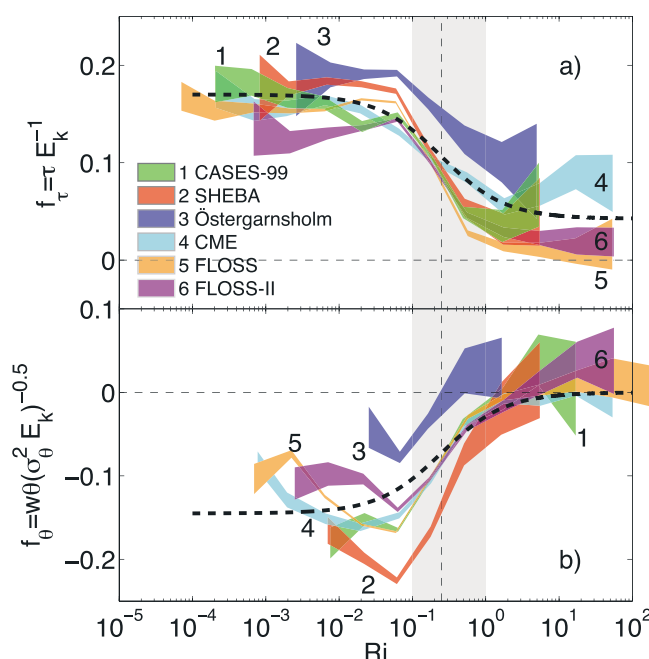 1 2 3 a)
0.2
0.1
0
f_τ=τ E_k^{-1}
1 CASES-99
2 SHEBA
3 Östergarnsholm
4 CME
5 FLOSS
6 FLOSS-II
4
6
5
0.1
0
−0.1
−0.2
f_θ=wθ(σ_θ^2 E_k)^{-0.5}
6
5 3 1
4
2 b)
10^{-5} 10^{-4} 10^{-3} 10^{-2} 10^{-1} 10^0 10^1 10^2
Ri